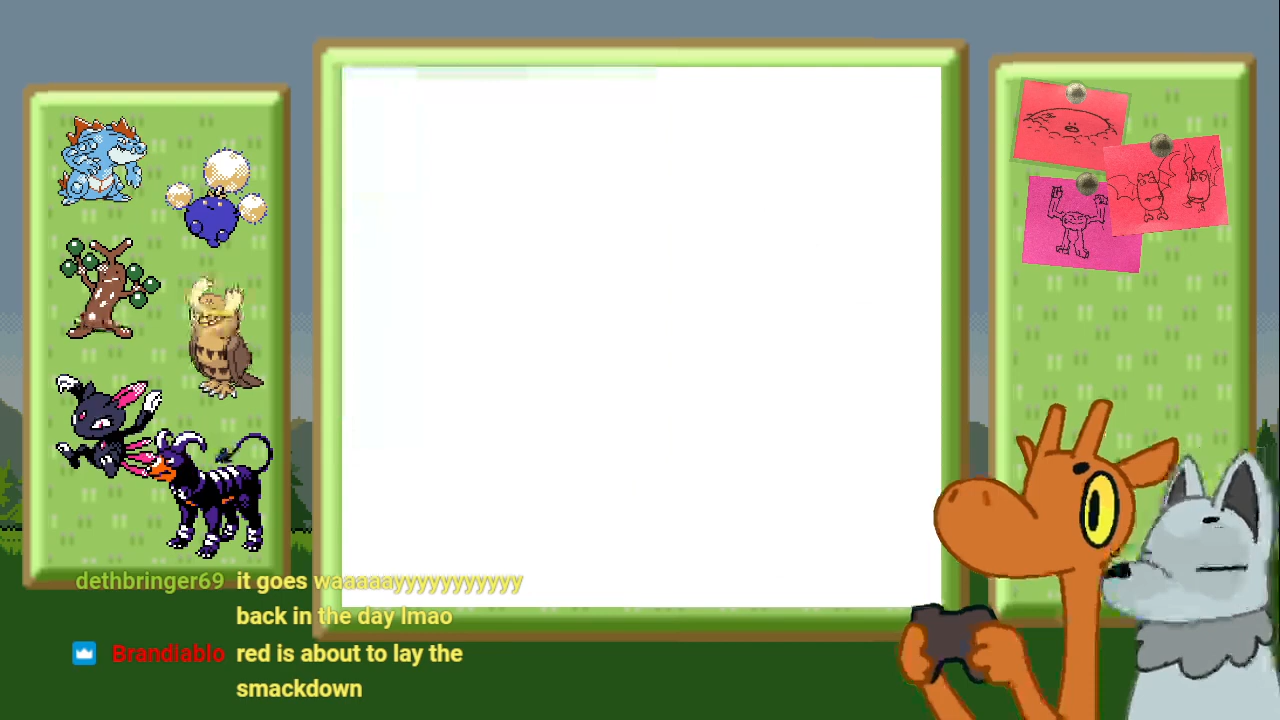 dethbringer69 it goes waaaaayyyyyyyyyyy
back in the day lmao
Brandlablo red is about to lay the
smackdown